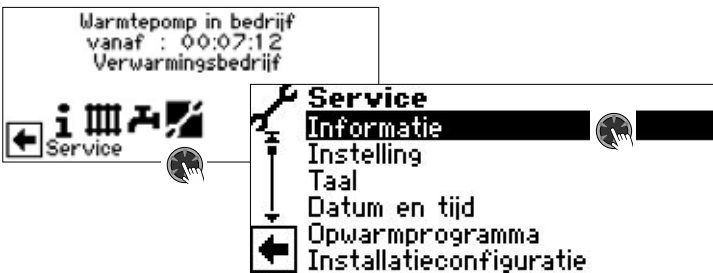 Warmtepomp in bedrijf
vanaf : 00:07:12
Verwarmingsbedrijf
Service
Service
Informatie
Instelling
Taal
Datum en tijd
Opwarmprogramma
Installatieconfiguratie